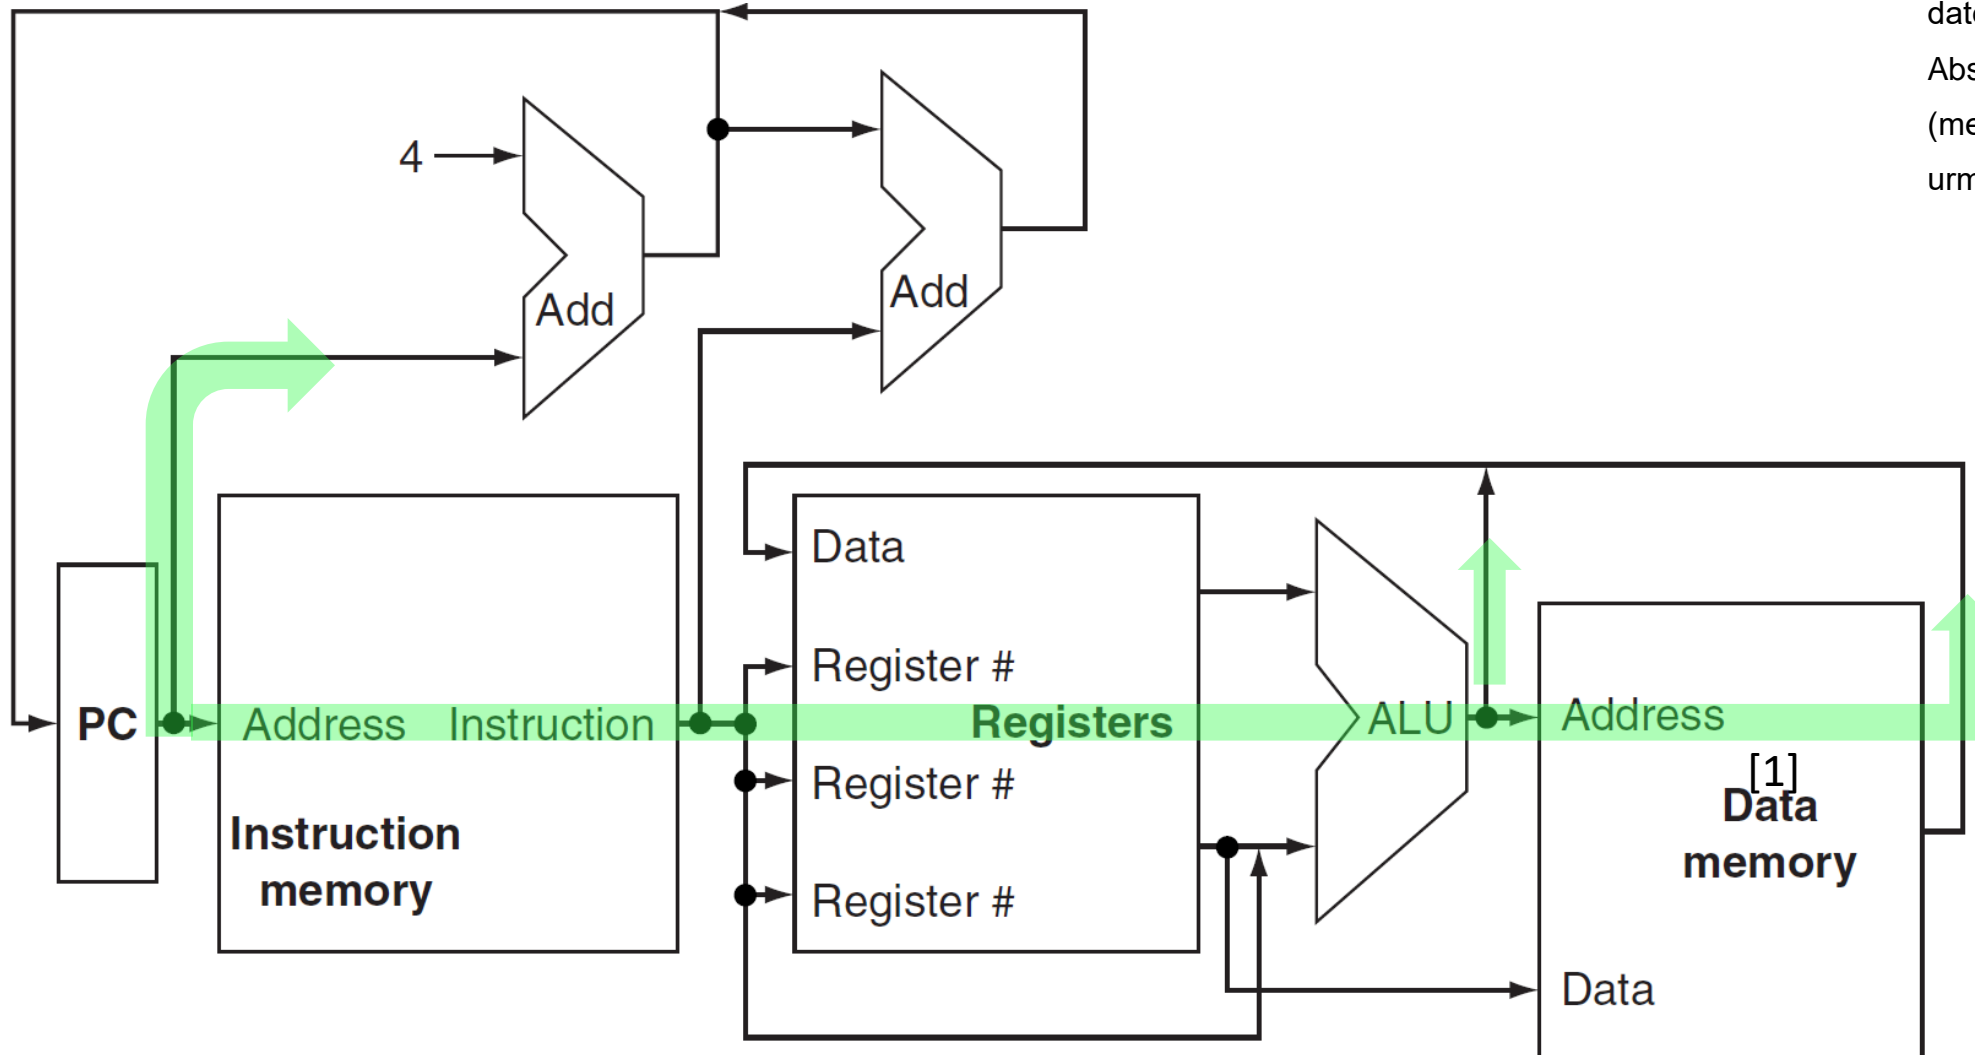 4
Add
Add
Data
Register #
Registers
Register #
Register #
PC
Address Instruction
Instruction
memory
ALU
Address
[1]
Data
memory
Data